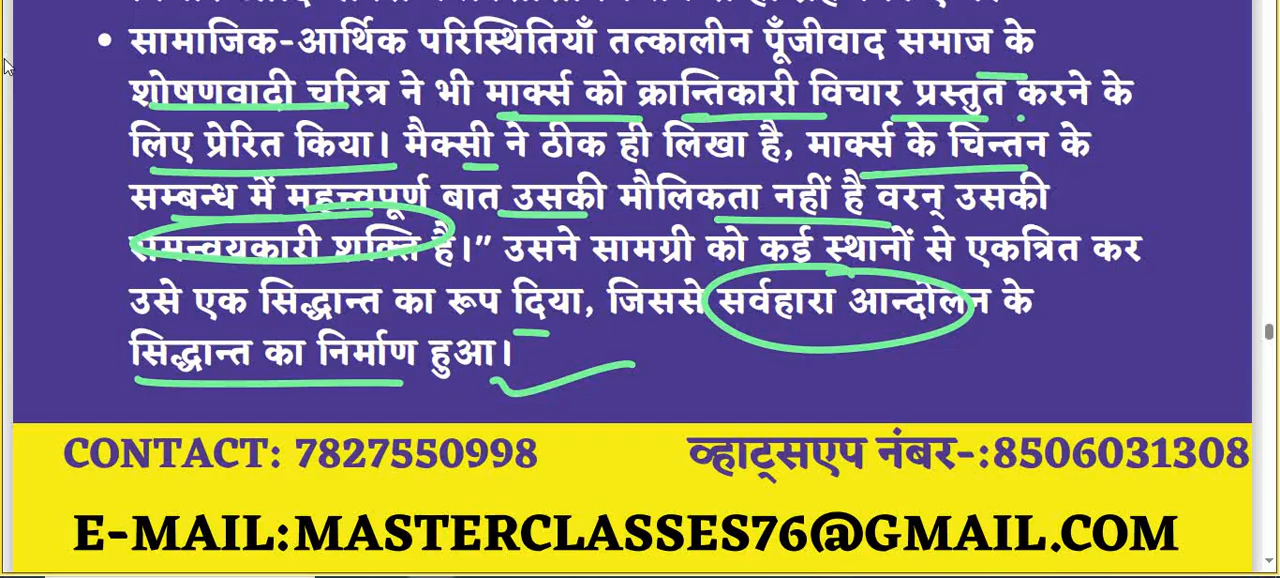 • सामाजिक-आर्थिक परिस्थितियाँ तत्कालीन पूँजीवाद समाज के
शोषणवादी चरित्र ने भी मार्क्स को क्रान्तिकारी विचार प्रस्तुत करने के
लिए प्रेरित किया। मैक्सी ने ठीक ही लिखा है, मार्क्स के चिन्तन के
सम्बन्ध में महत्त्वपूर्ण बात उसकी मौलिकता नहीं है वरन् उसकी
समन्वयकारी शक्ति है।” उसने सामग्री को कई स्थानों से एकत्रित कर
उसे एक सिद्धान्त का रूप दिया, जिससे सर्वहारा आन्दोलन के
सिद्धान्त का निर्माण हुआ।
CONTACT: 7827550998 व्हाट्सएप नंबर-:8506031308
E-MAIL:MASTERCLASSES76@GMAIL.COM